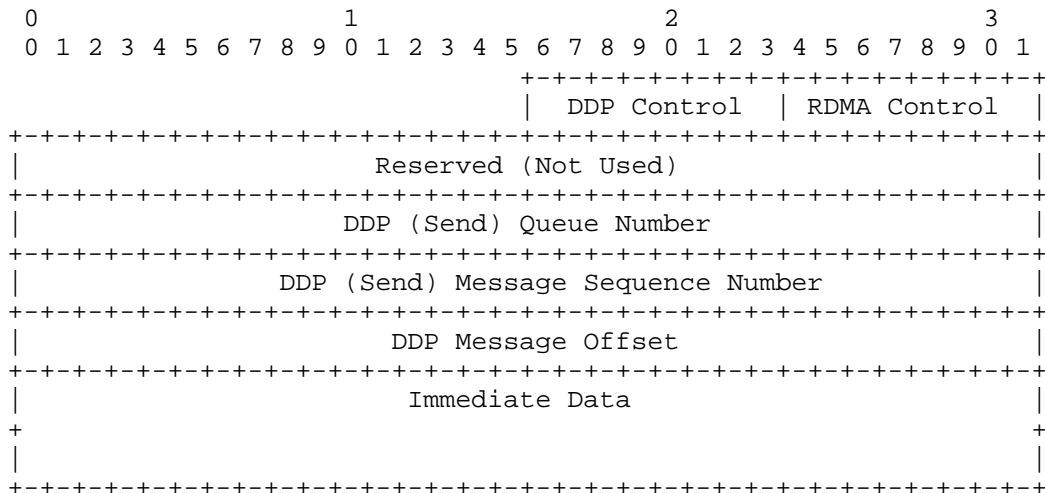 0                   1                   2                   3
 0 1 2 3 4 5 6 7 8 9 0 1 2 3 4 5 6 7 8 9 0 1 2 3 4 5 6 7 8 9 0 1
                                +-+-+-+-+-+-+-+-+-+-+-+-+-+-+-+-+
                                |  DDP Control  | RDMA Control  |
+-+-+-+-+-+-+-+-+-+-+-+-+-+-+-+-+-+-+-+-+-+-+-+-+-+-+-+-+-+-+-+-+
|                      Reserved (Not Used)                      |
+-+-+-+-+-+-+-+-+-+-+-+-+-+-+-+-+-+-+-+-+-+-+-+-+-+-+-+-+-+-+-+-+
|                    DDP (Send) Queue Number                    |
+-+-+-+-+-+-+-+-+-+-+-+-+-+-+-+-+-+-+-+-+-+-+-+-+-+-+-+-+-+-+-+-+
|                DDP (Send) Message Sequence Number             |
+-+-+-+-+-+-+-+-+-+-+-+-+-+-+-+-+-+-+-+-+-+-+-+-+-+-+-+-+-+-+-+-+
|                       DDP Message Offset                      |
+-+-+-+-+-+-+-+-+-+-+-+-+-+-+-+-+-+-+-+-+-+-+-+-+-+-+-+-+-+-+-+-+
|                        Immediate Data                         |
+                                                               +
|                                                               |
+-+-+-+-+-+-+-+-+-+-+-+-+-+-+-+-+-+-+-+-+-+-+-+-+-+-+-+-+-+-+-+-+